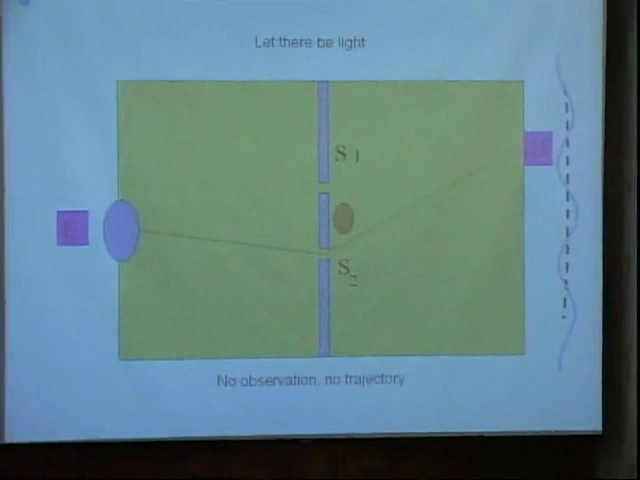 Let there be light
S 1
S 2
No observation, no trajectory